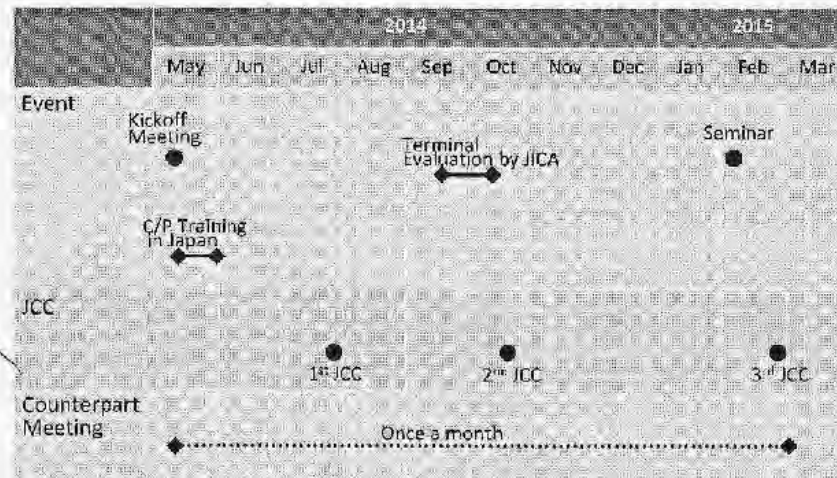 2014 2015
May Jun Jul Aug Sep Oct Nov Dec Jan Feb Mar
Event
Kickoff
Meeting
Terminal
Evaluation by JICA
Seminar
C/P Training
in Japan
JCC
1st JCC 2nd JCC 3rd JCC
Counterpart
Meeting
Once a month